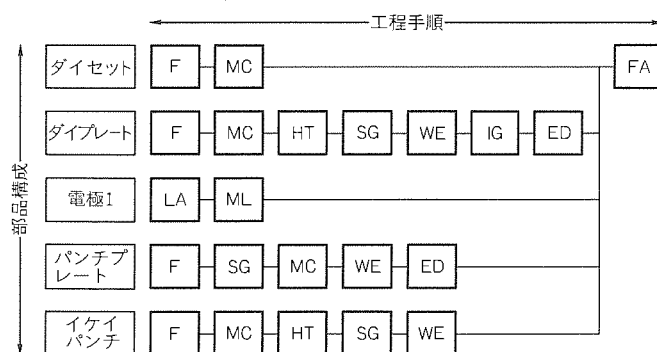 工程手順
部品構成
ダイセット F MC FA
ダイプレート F MC HT SG WE IG ED
電極I LA ML
パンチプ
レート F SG MC WE ED
イケイ
パンチ F MC HT SG WE